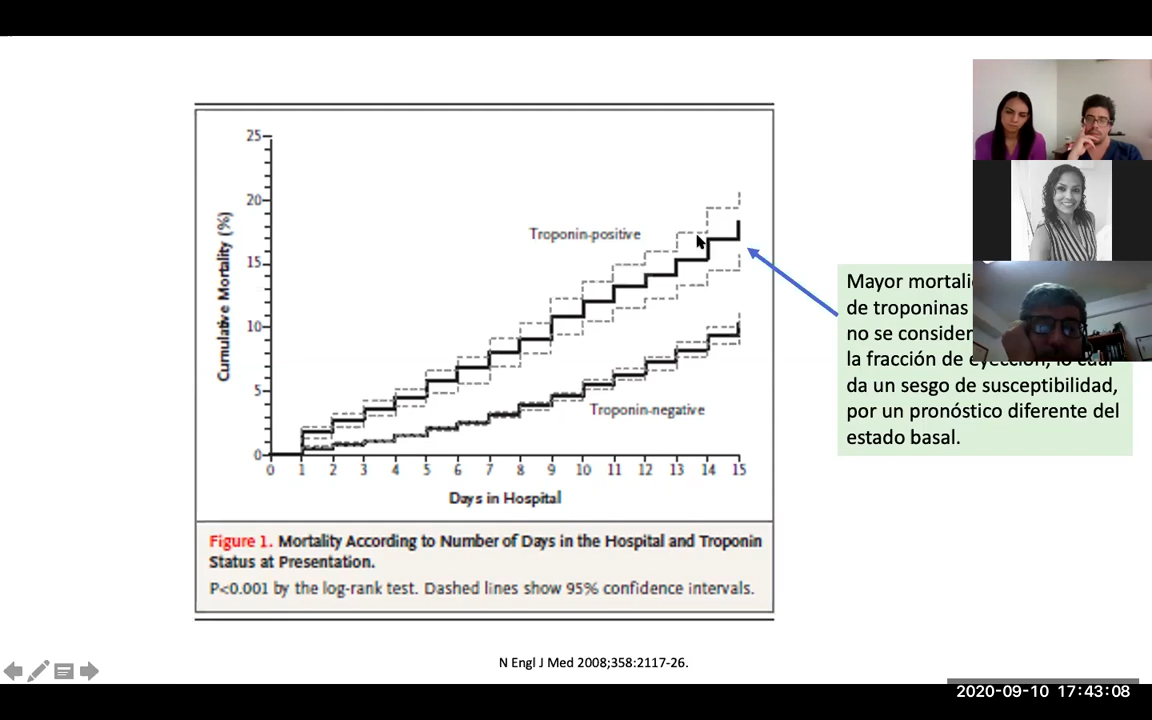 25
20
15
10
5
0
Cumulative Mortality (%)
Troponin-positive
Troponin-negative
0 1 2 3 4 5 6 7 8 9 10 11 12 13 14 15
Days in Hospital
Figure 1. Mortality According to Number of Days in the Hospital and Troponin
Status at Presentation.
P<0.001 by the log-rank test. Dashed lines show 95% confidence intervals.
Mayor
de troponinas
no se
la fracción de
da un sesgo de susceptibilidad,
por un pronóstico diferente del
estado basal.
N Engl J Med 2008;358:2117-26.
2020-09-10 17:43:08